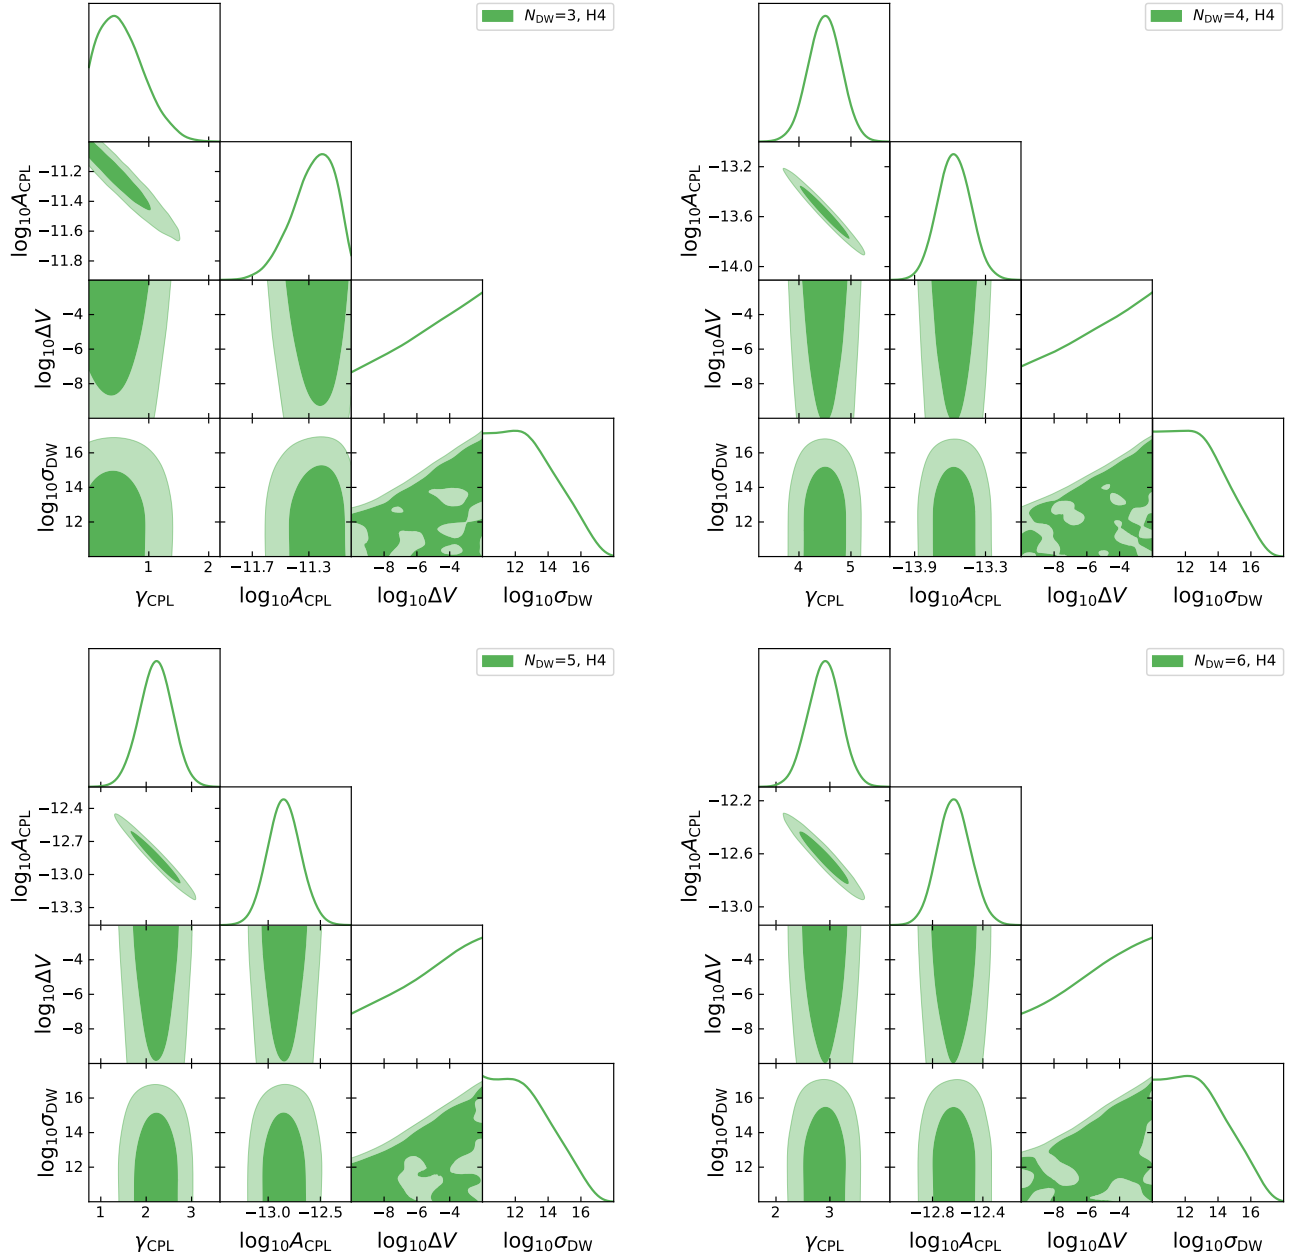 N_DW=3, H4
−11.2
−11.4
−11.6
−11.8
log₁₀A_CPL
−4
−6
−8
log₁₀ΔV
16
14
12
log₁₀σ_DW
1 2
−11.7 −11.3
−8 −6 −4
12 14 16
γ_CPL log₁₀A_CPL log₁₀ΔV log₁₀σ_DW
N_DW=4, H4
−13.2
−13.6
−14.0
log₁₀A_CPL
−4
−6
−8
log₁₀ΔV
16
14
12
log₁₀σ_DW
4 5
−13.9 −13.3
−8 −6 −4
12 14 16
γ_CPL log₁₀A_CPL log₁₀ΔV log₁₀σ_DW
N_DW=5, H4
−12.4
−12.7
−13.0
−13.3
log₁₀A_CPL
−4
−6
−8
log₁₀ΔV
16
14
12
log₁₀σ_DW
1 2 3
−13.0 −12.5
−8 −6 −4
12 14 16
γ_CPL log₁₀A_CPL log₁₀ΔV log₁₀σ_DW
N_DW=6, H4
−12.2
−12.6
−13.0
log₁₀A_CPL
−4
−6
−8
log₁₀ΔV
16
14
12
log₁₀σ_DW
2 3
−12.8 −12.4
−8 −6 −4
12 14 16
γ_CPL log₁₀A_CPL log₁₀ΔV log₁₀σ_DW